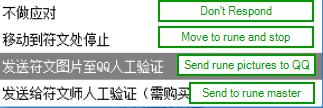 不做应对 Don't Respond
移动到符文处停止 Move to rune and stop
发送符文图片至QQ人工验证 Send rune pictures to QQ
发送给符文师人工验证（需购买 Send to rune master